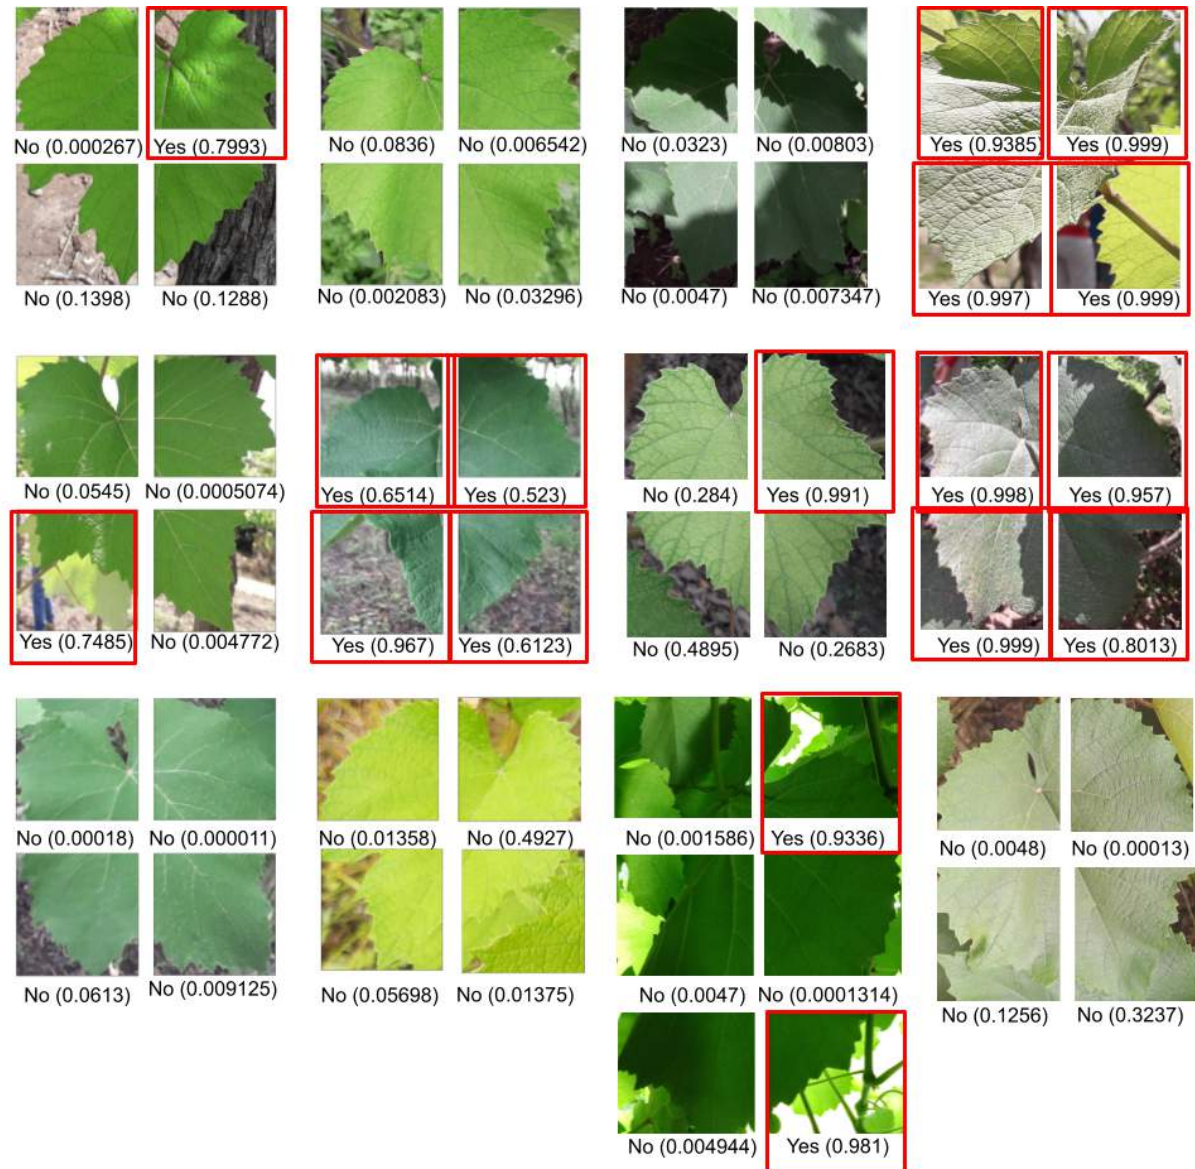 No (0.000267) Yes (0.7993) No (0.0836) No (0.006542) No (0.0323) No (0.00803) Yes (0.9385) Yes (0.999)
No (0.1398) No (0.1288) No (0.002083) No (0.03296) No (0.0047) No (0.007347) Yes (0.997) Yes (0.999)
No (0.0545) No (0.0005074) Yes (0.6514) Yes (0.523) No (0.284) Yes (0.991) Yes (0.998) Yes (0.957)
Yes (0.7485) No (0.004772) Yes (0.967) Yes (0.6123) No (0.4895) No (0.2683) Yes (0.999) Yes (0.8013)
No (0.00018) No (0.000011) No (0.01358) No (0.4927) No (0.001586) Yes (0.9336) No (0.0048) No (0.00013)
No (0.0613) No (0.009125) No (0.05698) No (0.01375) No (0.0047) No (0.0001314) No (0.1256) No (0.3237)
No (0.004944) Yes (0.981)